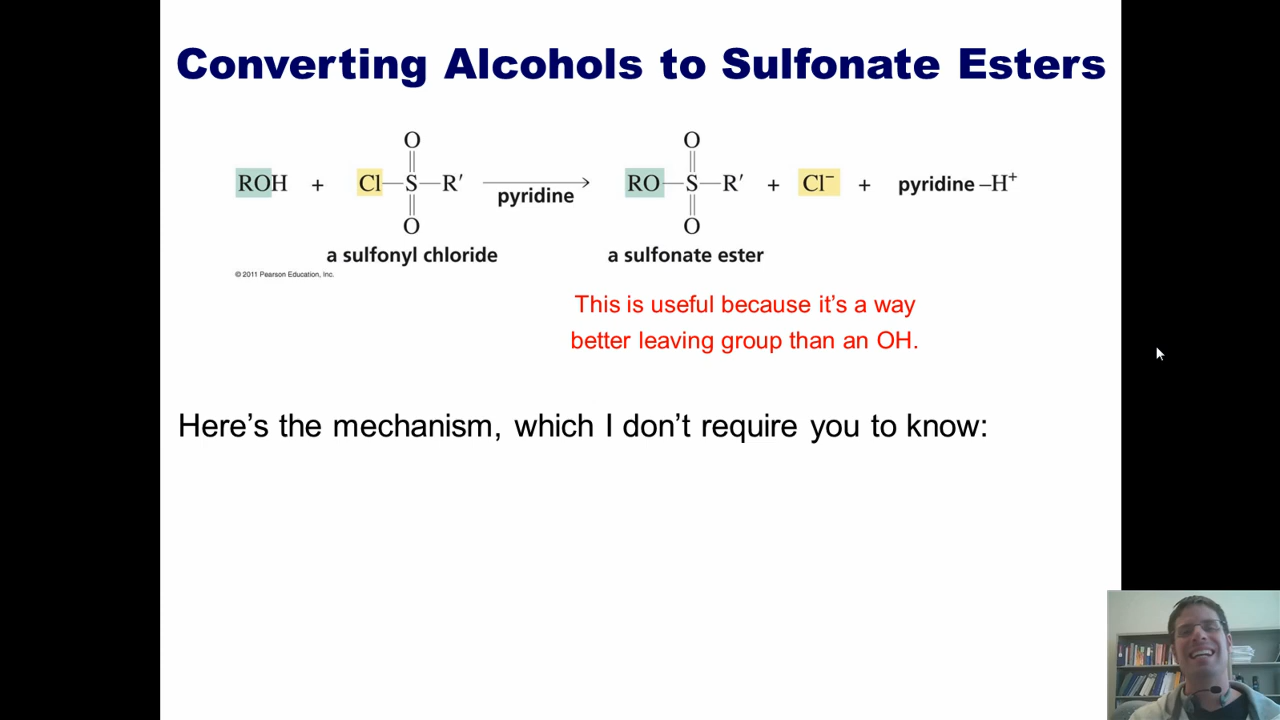 Converting Alcohols to Sulfonate Esters
O O
ROH + Cl—S—R′ pyridine RO—S—R′ + Cl⁻ + pyridine –H⁺
O O
a sulfonyl chloride a sulfonate ester
© 2011 Pearson Education, Inc.
This is useful because it's a way
better leaving group than an OH.
Here's the mechanism, which I don't require you to know: